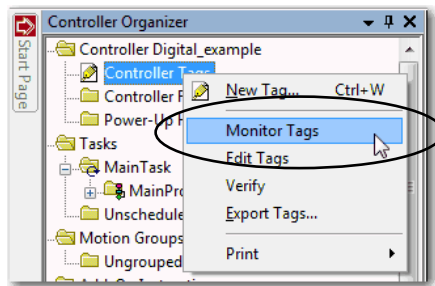 Controller Organizer
Start Page
Controller Digital_example
Controller Tags
Controller F
Power-Up
Tasks
MainTask
MainPro
Unschedule
Motion Groups
Ungrouped
New Tag... Ctrl+W
Monitor Tags
Edit Tags
Verify
Export Tags...
Print